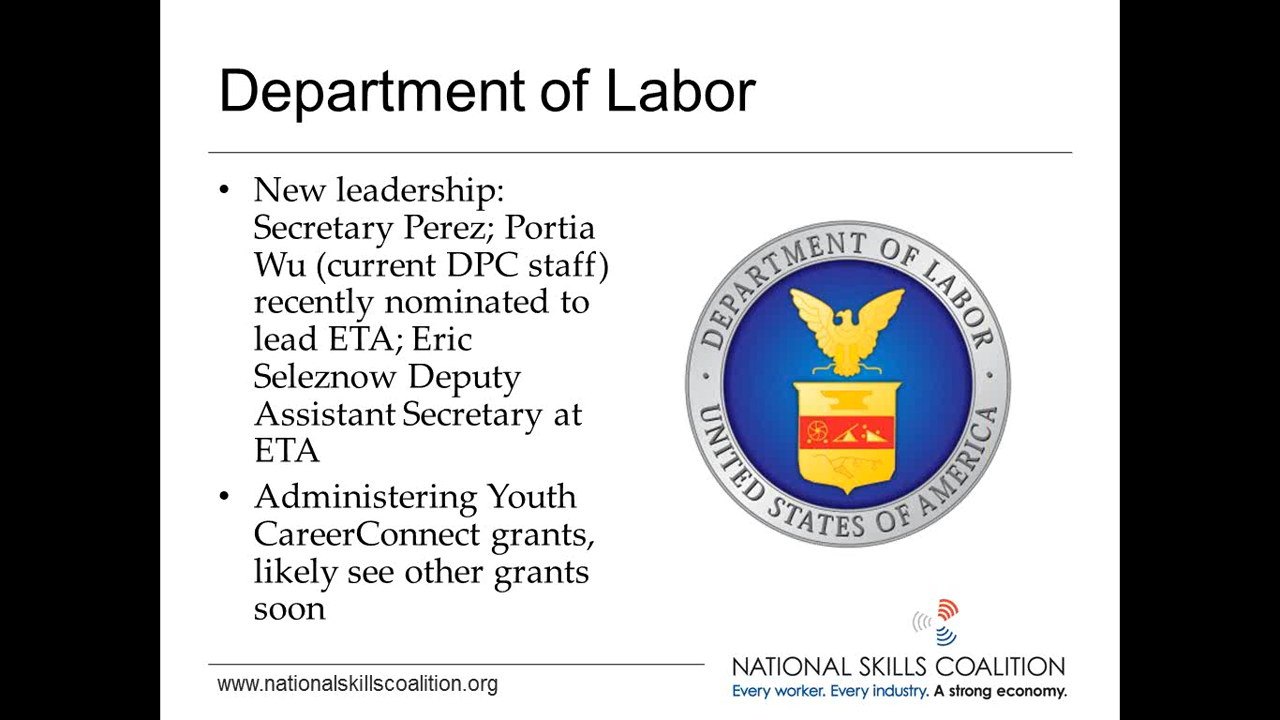 Department of Labor
• New leadership:
Secretary Perez; Portia
Wu (current DPC staff)
recently nominated to
lead ETA; Eric
Seleznow Deputy
Assistant Secretary at
ETA
• Administering Youth
CareerConnect grants,
likely see other grants
soon
DEPARTMENT OF LABOR
UNITED STATES OF AMERICA
www.nationalskillscoalition.org
NATIONAL SKILLS COALITION
Every worker. Every industry. A strong economy.